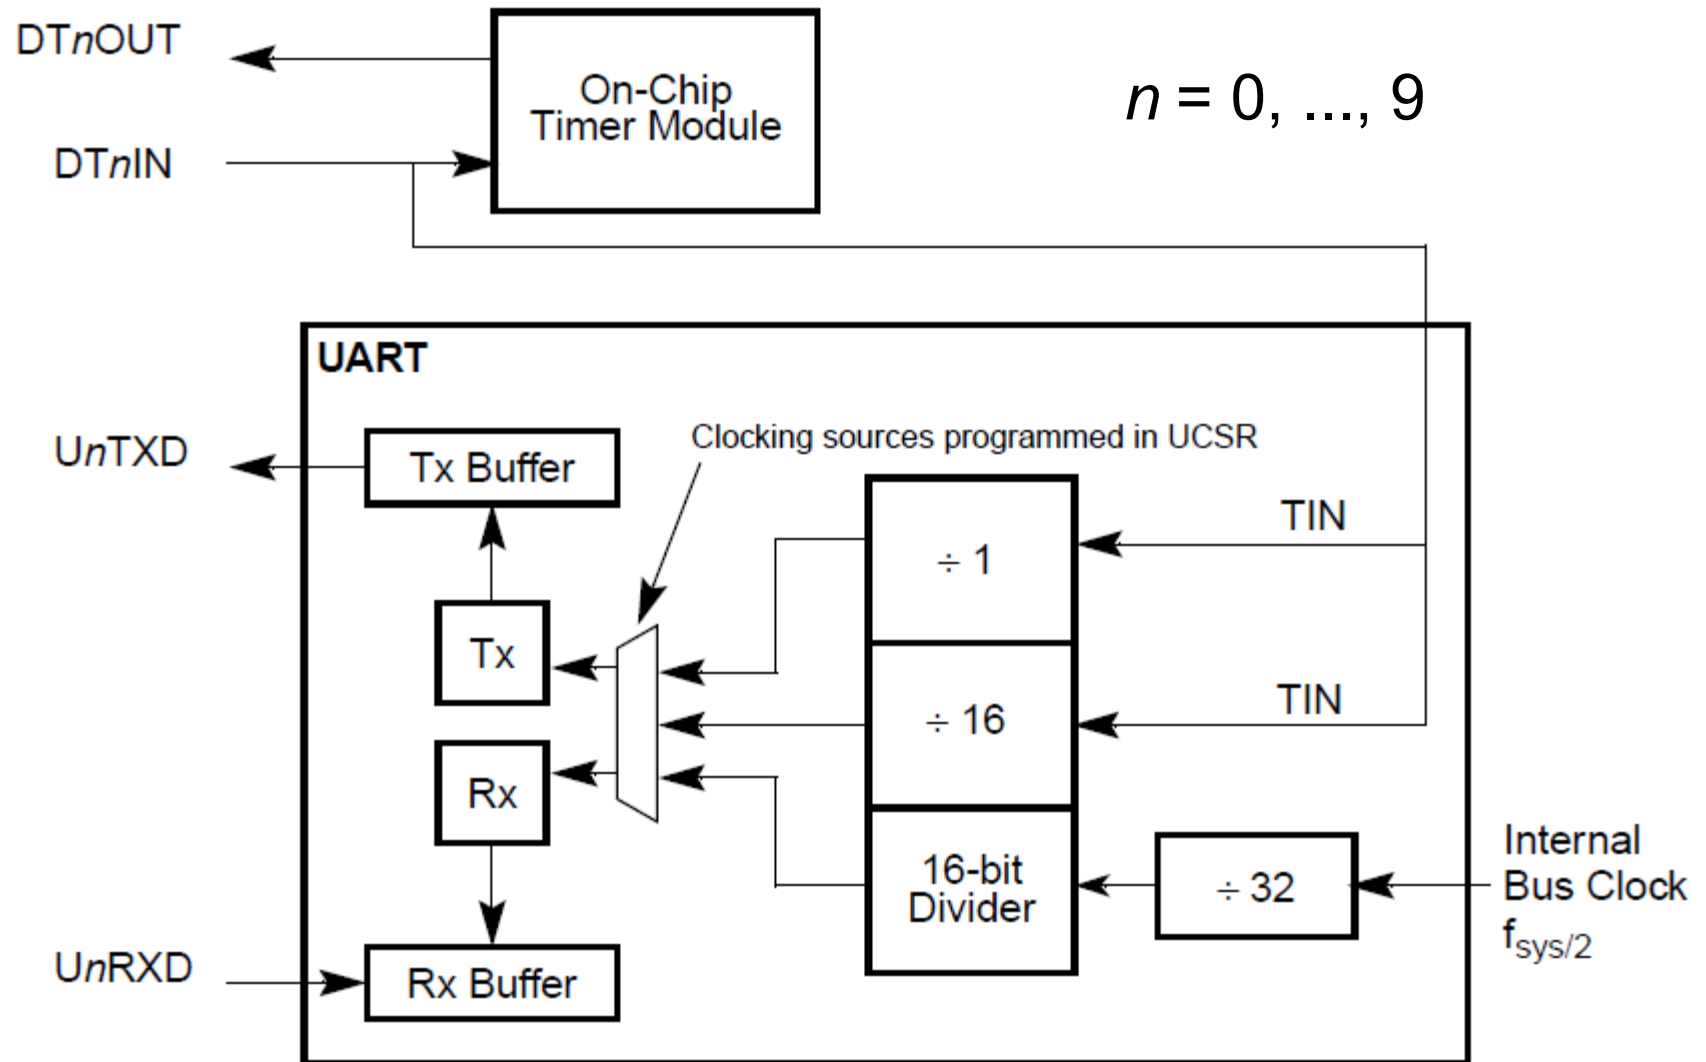 DTnOUT
On-Chip
Timer Module
n = 0, ..., 9
DTnIN
UART
Clocking sources programmed in UCSR
UnTXD
Tx Buffer
TIN
÷ 1
Tx
TIN
÷ 16
Rx
Internal
Bus Clock
fsys/2
16-bit
Divider
÷ 32
UnRXD
Rx Buffer